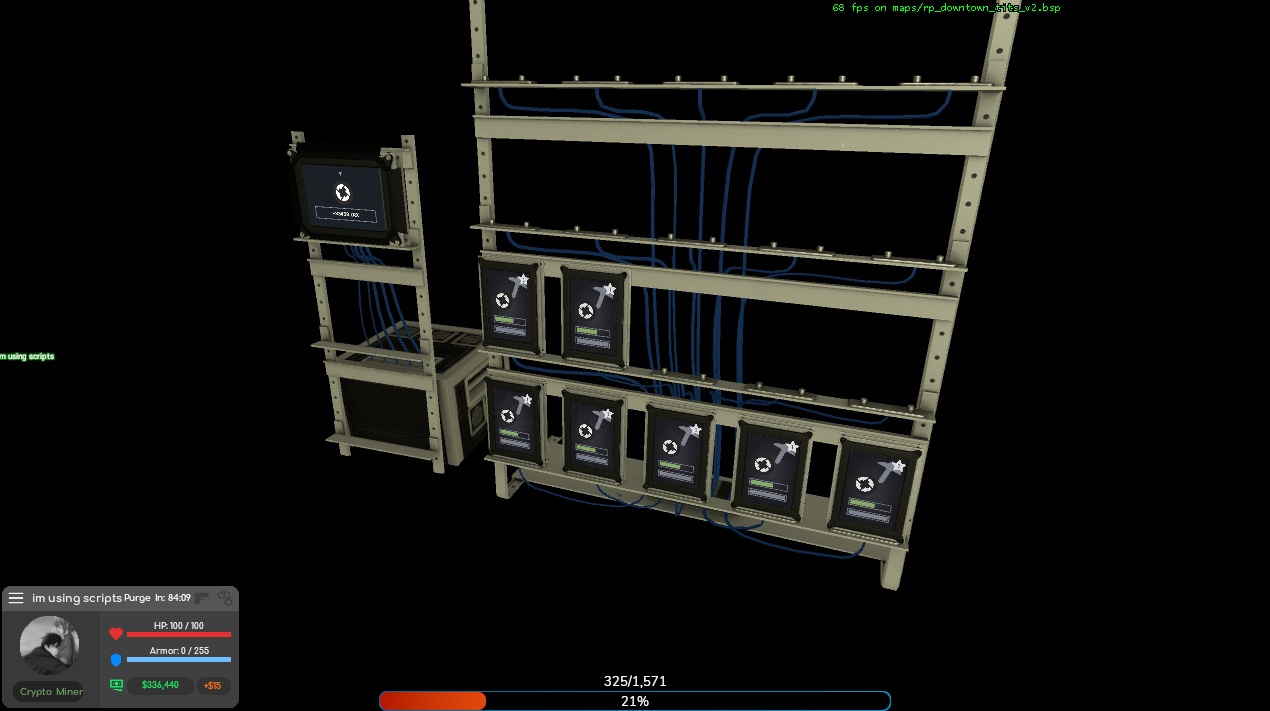 68 fps on maps/rp_downtown_tits_v2.bsp
m using scripts
im using scripts Purge In: 84:09
HP: 100 / 100
Armor: 0 / 255
Crypto Miner
$336,440
+$15
325/1,571
21%